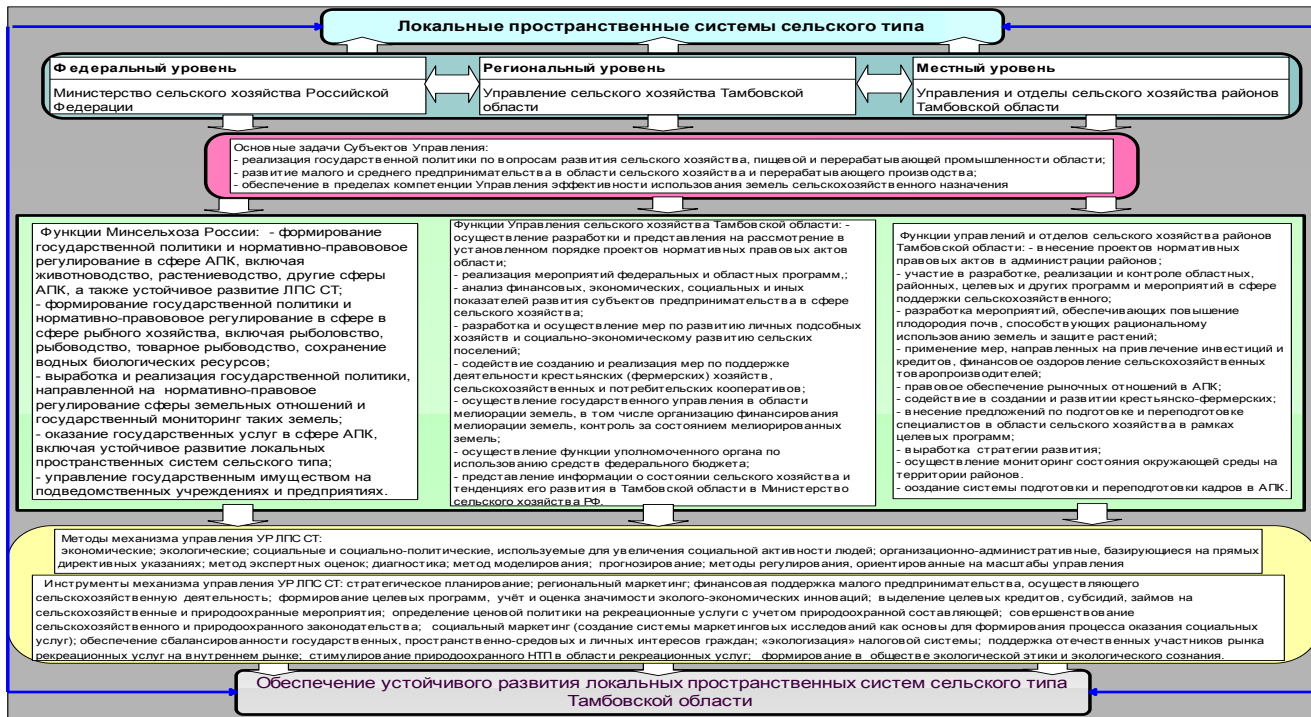 Локальные пространственные системы сельского типа
Федеральный уровень
Министерство сельского хозяйства Российской
Федерации
Региональный уровень
Управление сельского хозяйства Тамбовской
области
Местный уровень
Управления и отделы сельского хозяйства районов
Тамбовской области
Основные задачи Субъектов Управления:
- реализация государственной политики по вопросам развития сельского хозяйства, пищевой и перерабатывающей промышленности области;
- развитие малого и среднего предпринимательства в области сельского хозяйства и перерабатывающего производства;
- обеспечение в пределах компетенции Управления эффективности использования земель сельскохозяйственного назначения
Функции Минсельхоза России: - формирование
государственной политики и нормативно-правововое
регулирование в сфере АПК, включая
животноводство, растениеводство, другие сферы
АПК, а также устойчивое развитие ЛПС СТ;
- формирование государственной политики и
нормативно-правововое регулирование в сфере в
сфере рыбного хозяйства, включая рыболовство,
рыбоводство, товарное рыбоводство, сохранение
водных биологических ресурсов;
- выработка и реализация государственной политики,
направленной на нормативно-правовое
регулирование сферы земельных отношений и
государственный мониторинг таких земель;
- оказание государственных услуг в сфере АПК,
включая устойчивое развитие локальных
пространственных систем сельского типа;
- управление государственным имуществом на
подведомственных учреждениях и предприятиях.
Функции Управления сельского хозяйства Тамбовской области: -
осуществление разработки и представления на рассмотрение в
установленном порядке проектов нормативных правовых актов
области;
- реализация мероприятий федеральных и областных программ,;
- анализ финансовых, экономических, социальных и иных
показателей развития субъектов предпринимательства в сфере
сельского хозяйства;
- разработка и осуществление мер по развитию личных подсобных
хозяйств и социально-экономическому развитию сельских
поселений;
- содействие созданию и реализация мер по поддержке
деятельности крестьянских (фермерских) хозяйств,
сельскохозяйственных и потребительских кооперативов;
- осуществление государственного управления в области
мелиорации земель, в том числе организацию финансирования
мелиорации земель, контроль за состоянием мелиорированных
земель;
- осуществление функции уполномоченого органа по
использованию средств федерального бюджета;
- представление информации о состоянии сельского хозяйства и
тенденциях его развития в Тамбовской области в Министерство
сельского хозяйства РФ.
Функции управлений и отделов сельского хозяйства районов
Тамбовской области: - внесение проектов нормативных
правовых актов в администрации районов;
- участие в разработке, реализации и контроле областных,
районных, целевых и других программ и мероприятий в сфере
поддержки сельскохозяйственного;
- разработка мероприятий, обеспечивающих повышение
плодородия почв, способствующих рациональному
использованию земель и защите растений;
- применение мер, направленных на привлечение инвестиций и
кредитов, финансовое оздоровление сельскохозяйственных
товаропроизводителей;
- правовое обеспечение рыночных отношений в АПК;
- содействие в создании и развитии крестьянско-фермерских;
- внесение предложений по подготовке и переподготовке
специалистов в области сельского хозяйства в рамках
целевых программ;
- выработка стратегии развития;
- осуществление мониторинг состояния окружающей среды на
территории районов.
- создание системы подготовки и переподготовки кадров в АПК.
Методы механизма управления УР ЛПС СТ:
экономические; экологические; социальные и социально-политические, используемые для увеличения социальной активности людей; организационно-административные, базирующиеся на прямых
директивных указаниях; метод экспертных оценок; диагностика; метод моделирования; прогнозирование; методы регулирования, ориентированные на масштабы управления
Инструменты механизма управления УР ЛПС СТ: стратегическое планирование; региональный маркетинг; финансовая поддержка малого предпринимательства, осуществляющего
сельскохозяйственную деятельность; формирование целевых программ, учёт и оценка значимости эколого-экономических инноваций; выделение целевых кредитов, субсидий, займов на
сельскохозяйственные и природоохранные мероприятия; определение ценовой политики на рекреационные услуги с учетом природоохранной составляющей; совершенствование
сельскохозяйственного и природоохранного законодательства; социальный маркетинг (создание системы маркетинговых исследований как основы для формирования процесса оказания социальных
услуг); обеспечение сбалансированности государственных, пространственно-средовых и личных интересов граждан; «экологизация» налоговой системы; поддержка отечественных участников рынка
рекреационных услуг на внутреннем рынке; стимулирование природоохранного НТП в области рекреационных услуг; формирование в обществе экологической этики и экологического сознания.
Обеспечение устойчивого развития локальных пространственных систем сельского типа
Тамбовской области